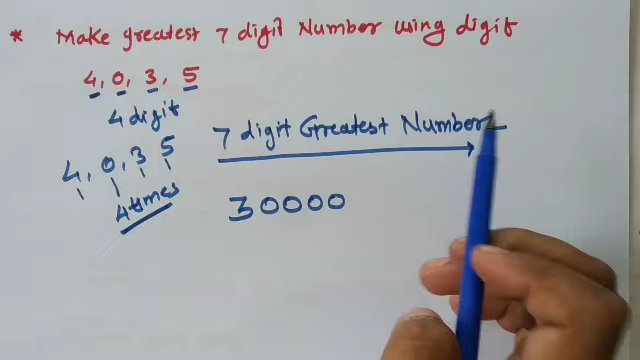 * Make greatest 7 digit Number using digit
4, 0, 3, 5
4 digit
7 digit Greatest Number
4, 0, 3 5
4 times
30000